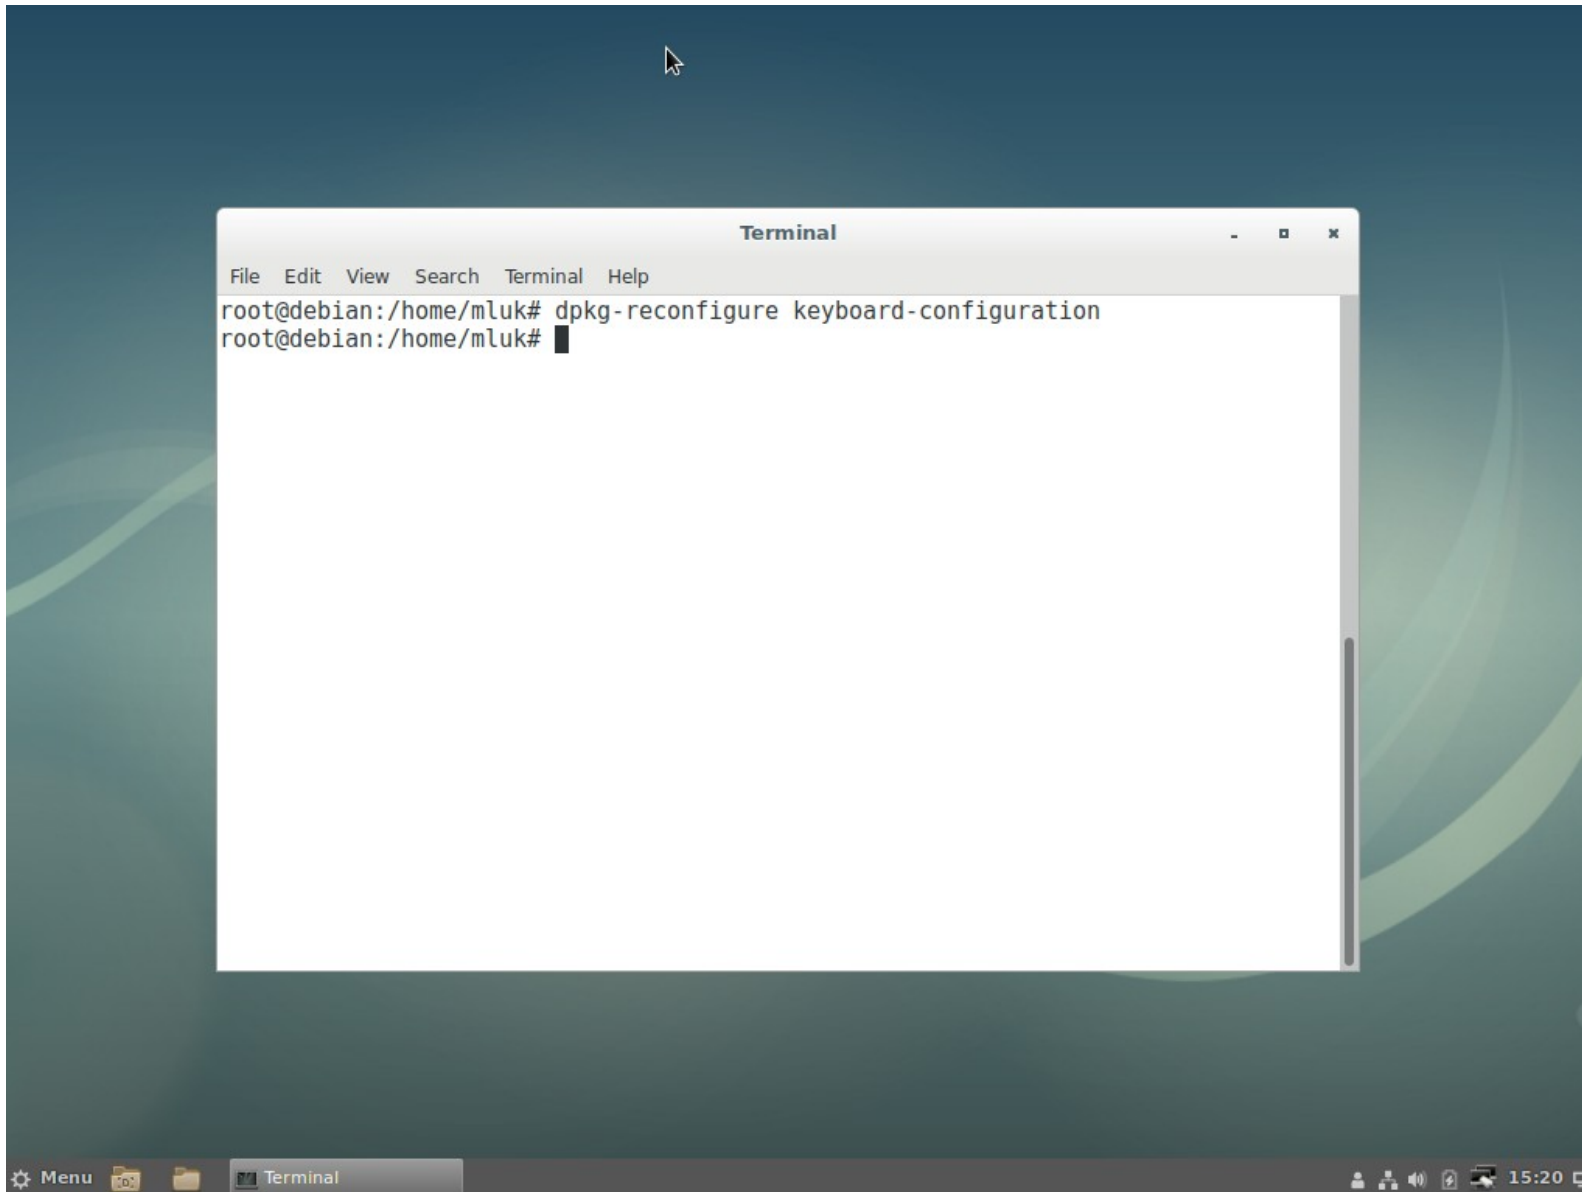 Terminal
File Edit View Search Terminal Help
root@debian:/home/mluk# dpkg-reconfigure keyboard-configuration
root@debian:/home/mluk#
Menu Terminal 15:20